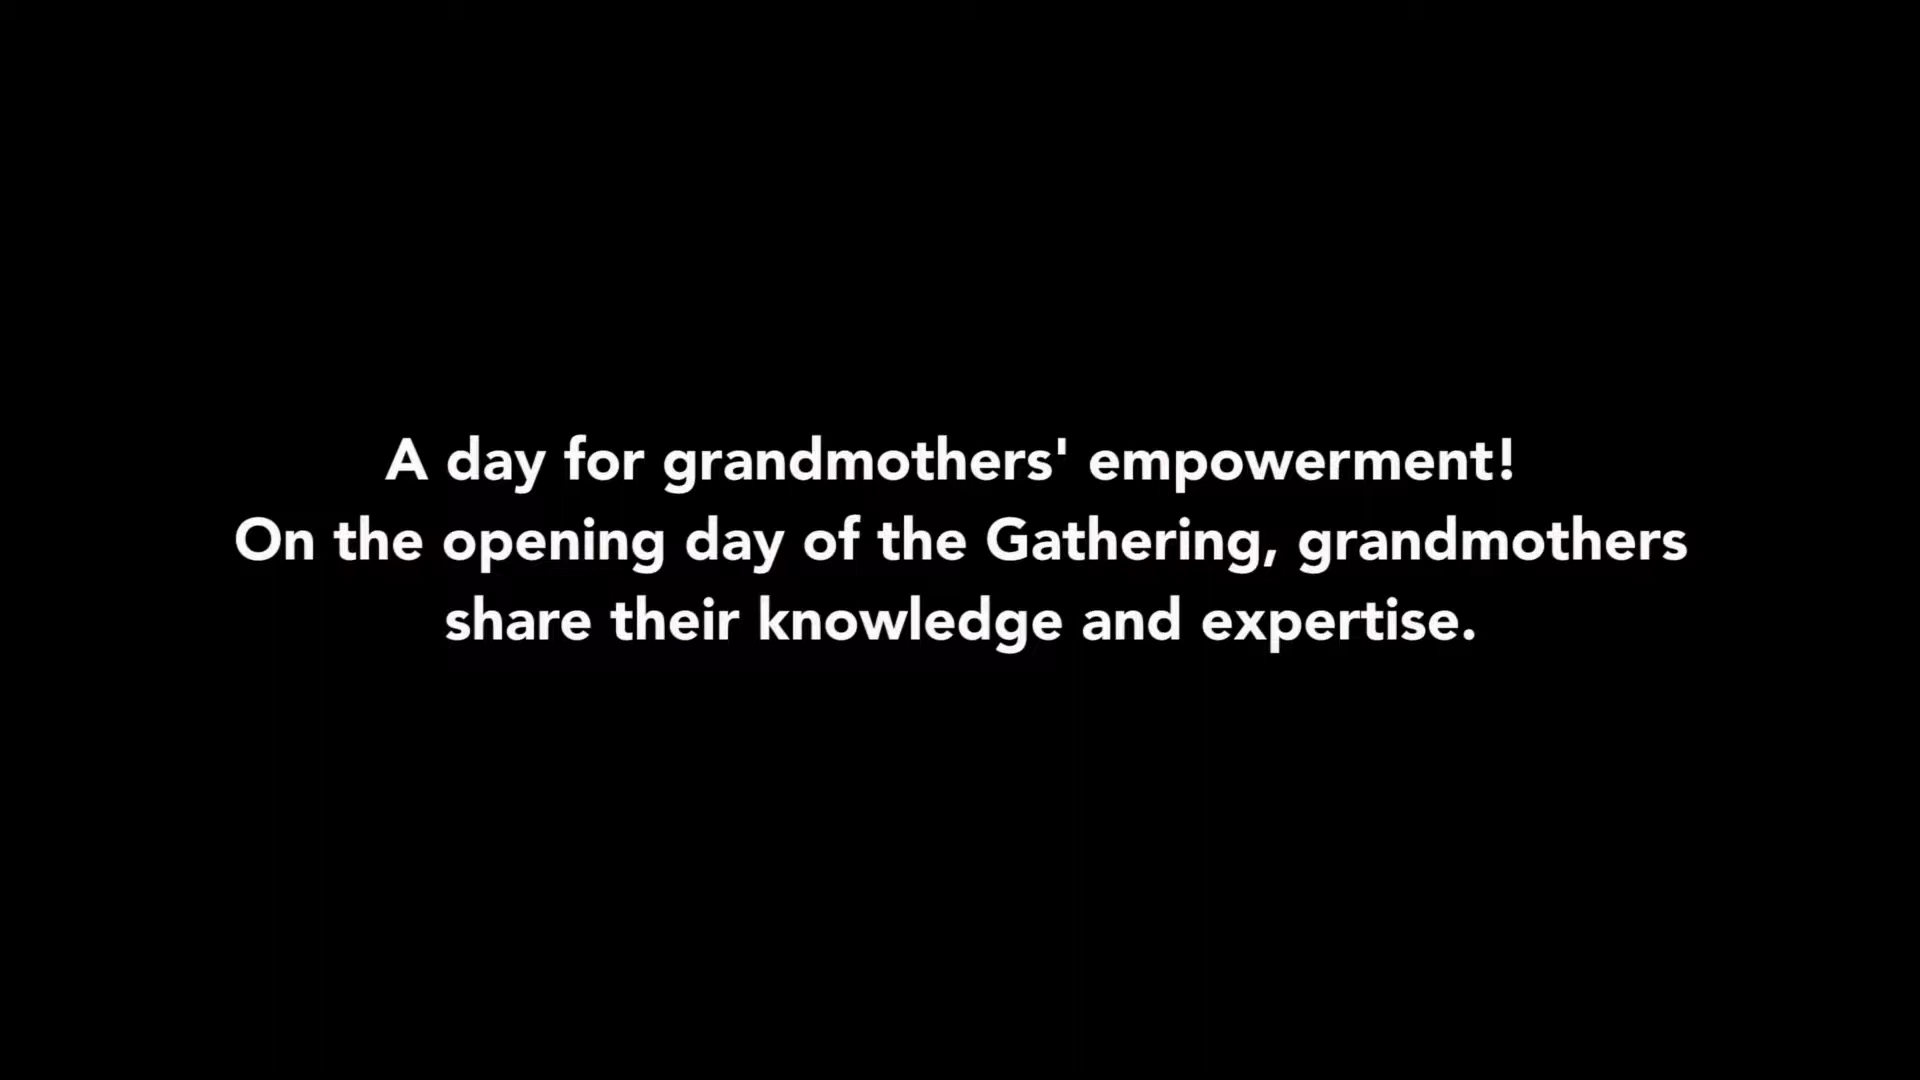 A day for grandmothers' empowerment!
On the opening day of the Gathering, grandmothers
share their knowledge and expertise.